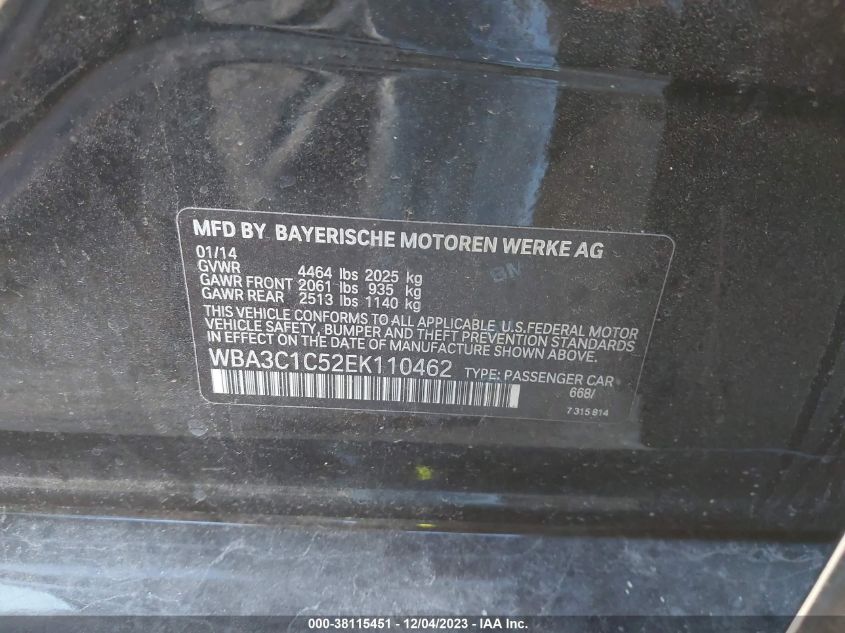 MFD BY BAYERISCHE MOTOREN WERKE AG
01/14
GVWR 4464 lbs 2025 kg
GAWR FRONT 2061 lbs 935 kg
GAWR REAR 2513 lbs 1140 kg
THIS VEHICLE CONFORMS TO ALL APPLICABLE U.S.FEDERAL MOTOR
VEHICLE SAFETY, BUMPER AND THEFT PREVENTION STANDARDS
IN EFFECT ON THE DATE OF MANUFACTURE SHOWN ABOVE.
WBA3C1C52EK110462 TYPE: PASSENGER CAR
668/
7 315 814
000-38115451 - 12/04/2023 - IAA Inc.